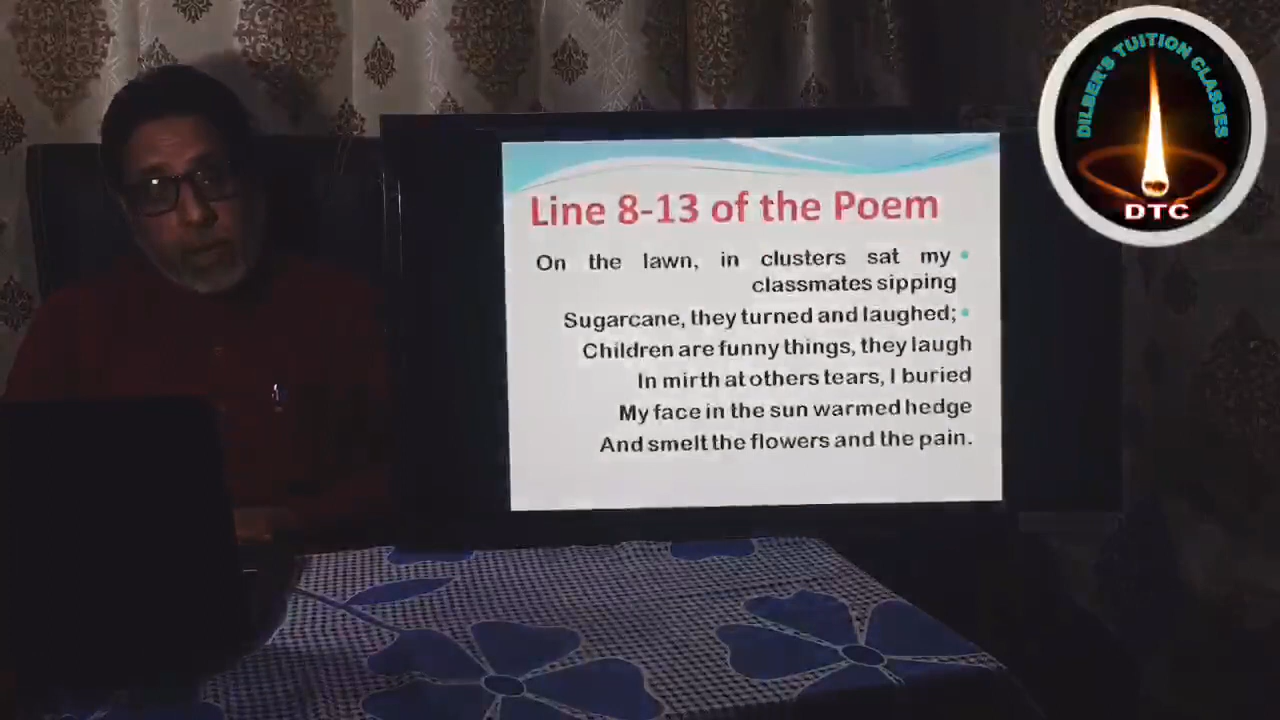 DILBER'S TUITION CLASSES
DTC
Line 8-13 of the Poem
On the lawn, in clusters sat my
classmates sipping
Sugarcane, they turned and laughed;
Children are funny things, they laugh
In mirth at others tears, I buried
My face in the sun warmed hedge
And smelt the flowers and the pain.